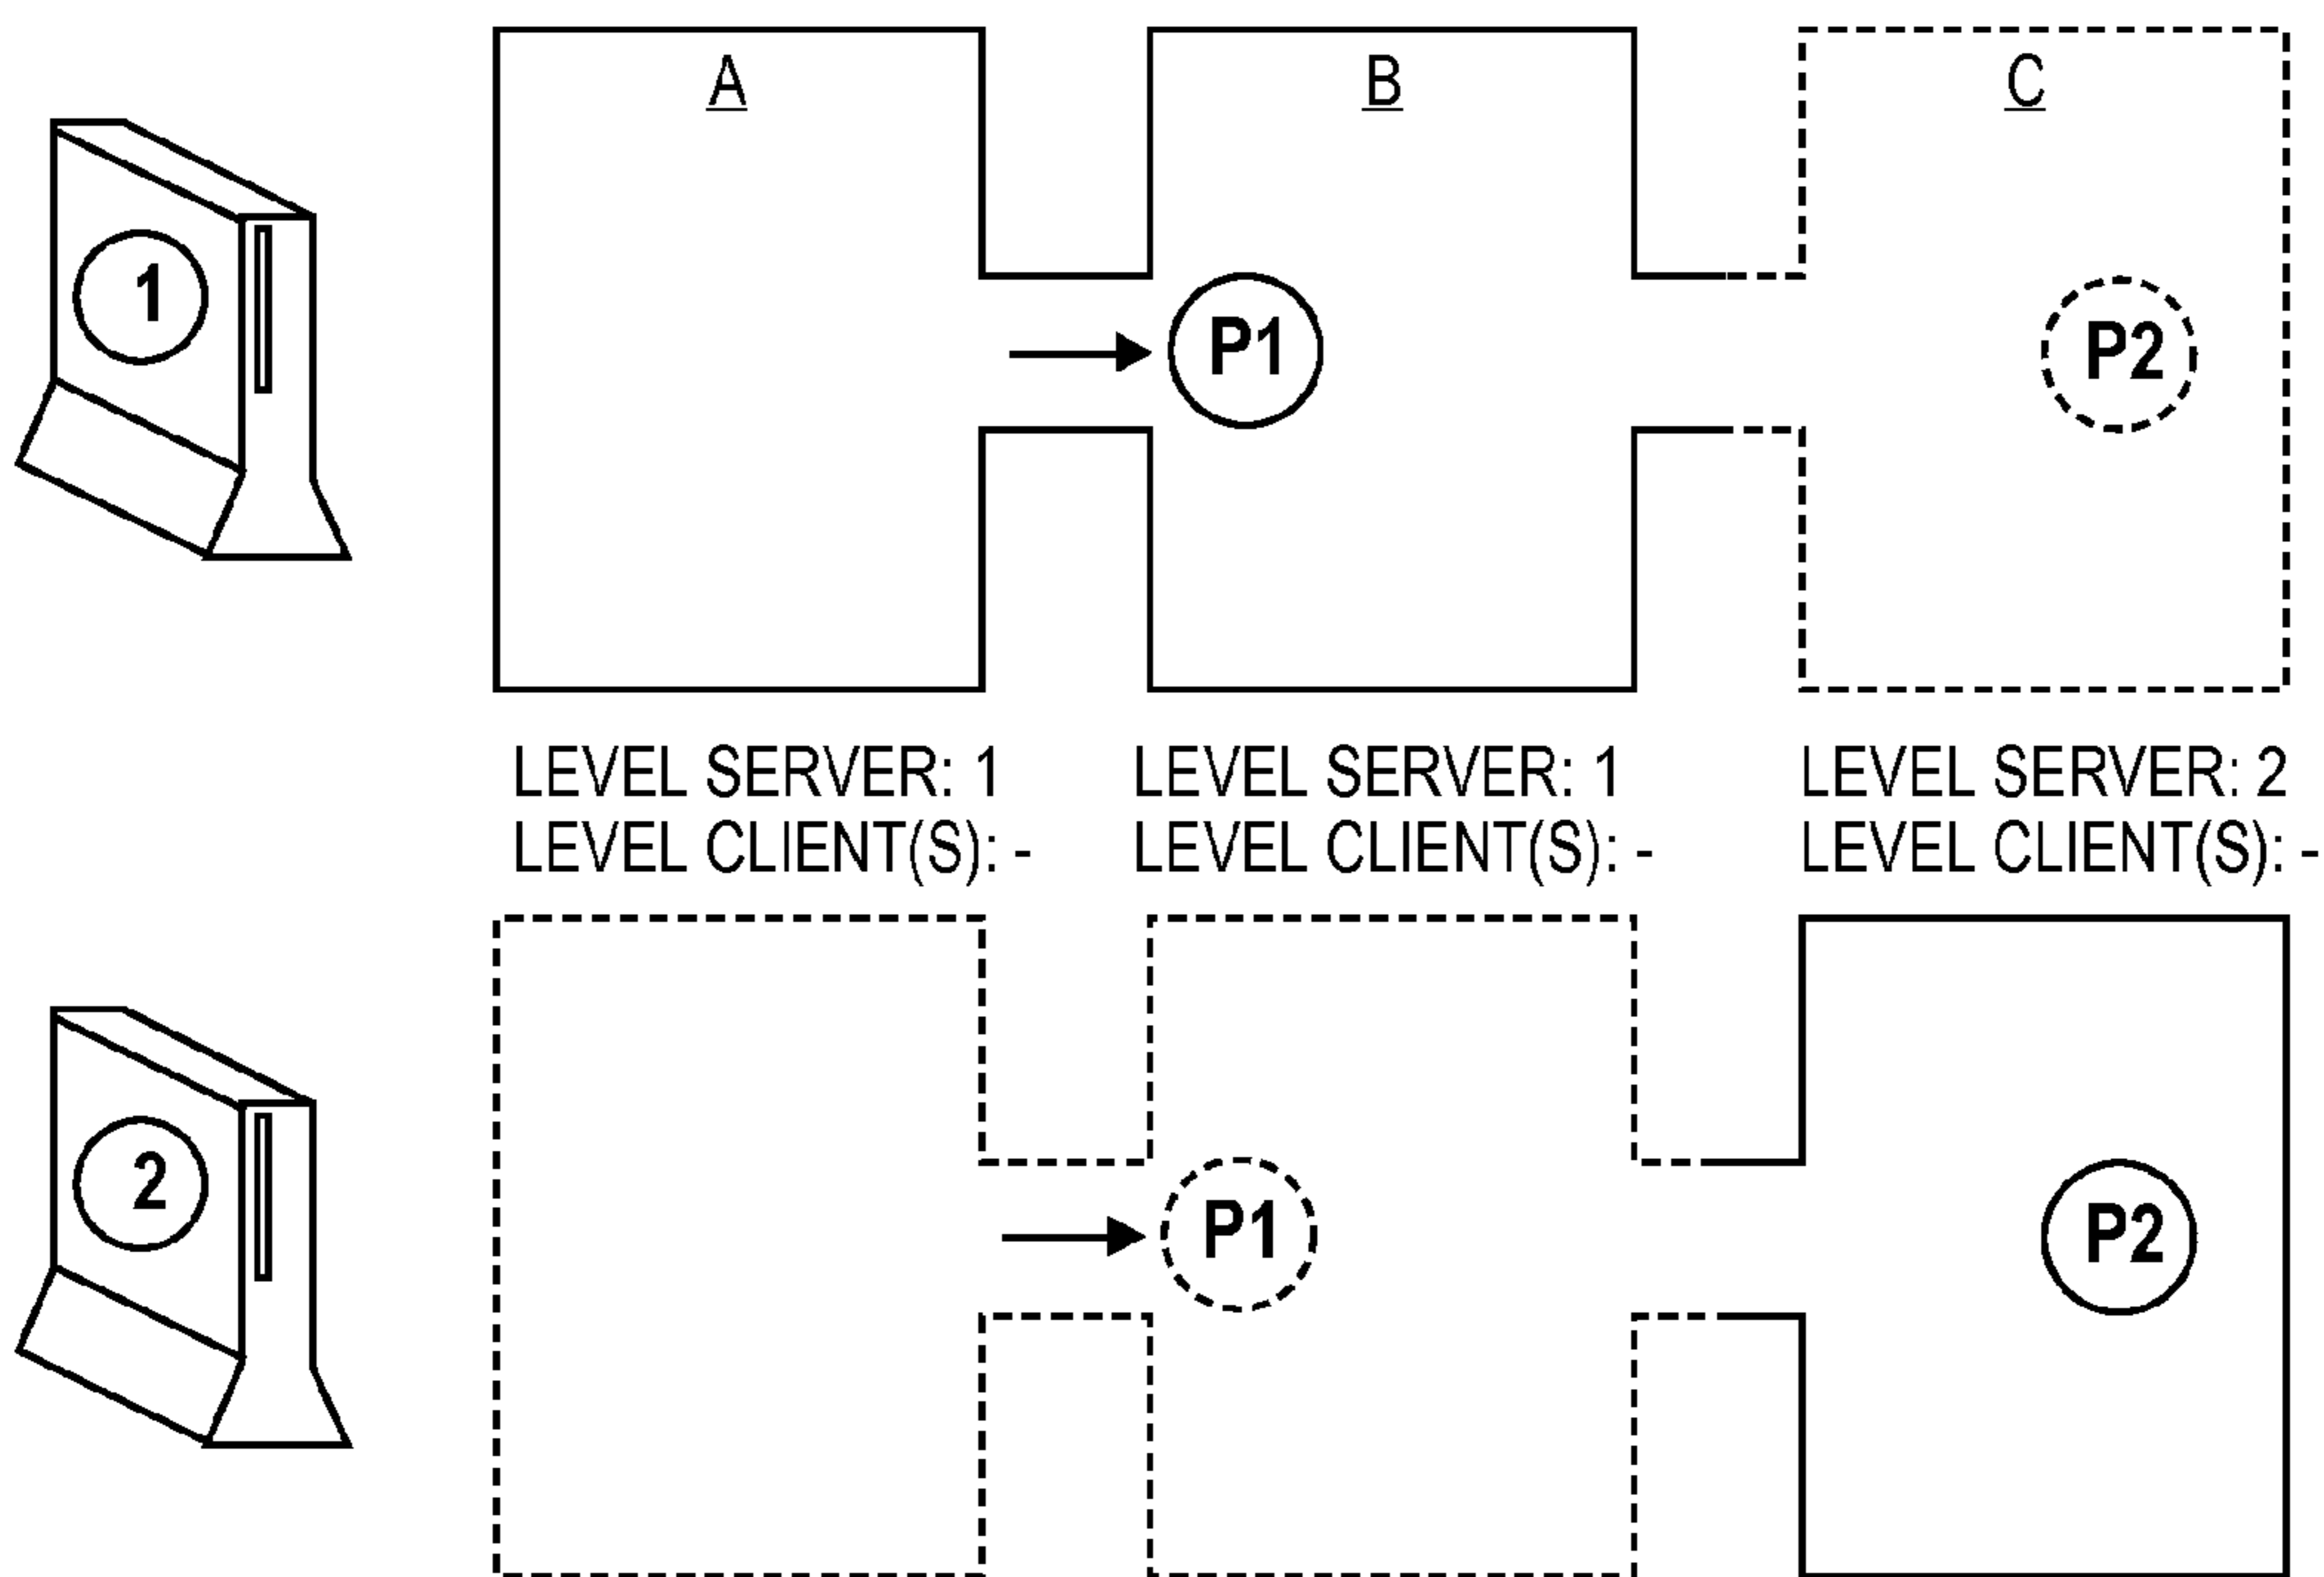 A
B
C
1
P1
P2
LEVEL SERVER: 1
LEVEL CLIENT(S): -
LEVEL SERVER: 1
LEVEL CLIENT(S): -
LEVEL SERVER: 2
LEVEL CLIENT(S): -
2
P1
P2